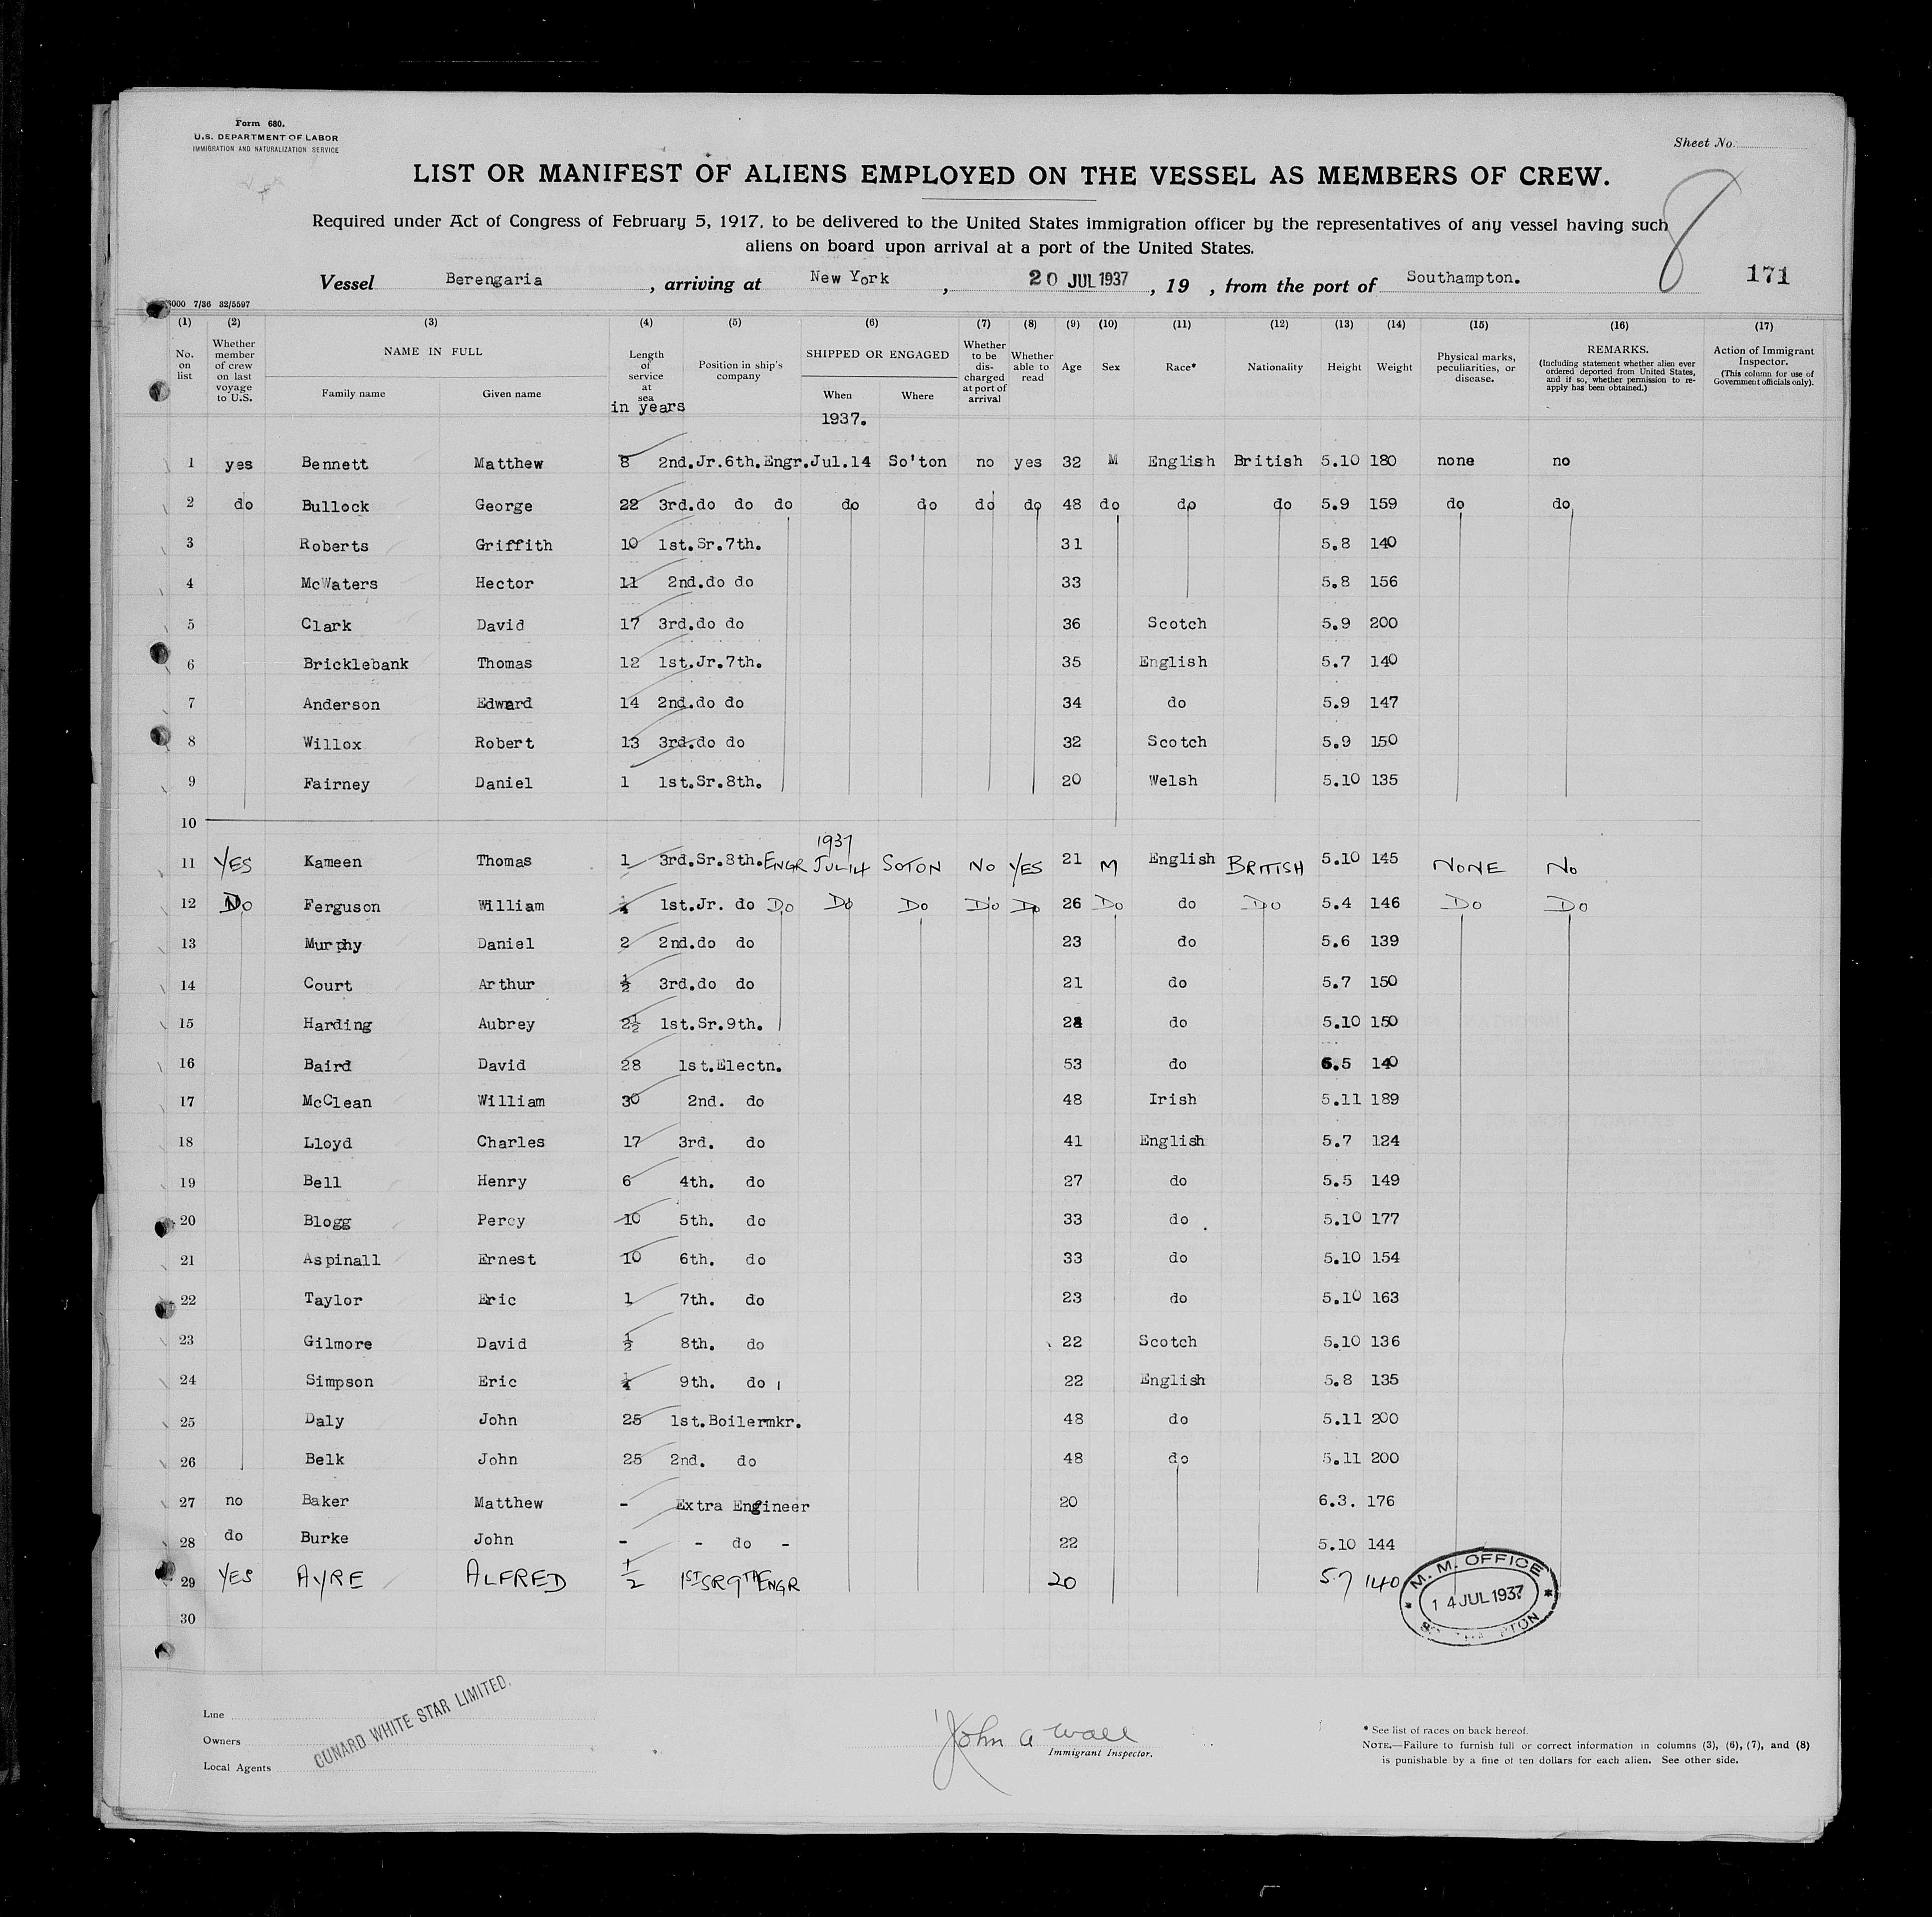 Form 680.
U.S. DEPARTMENT OF LABOR
IMMIGRATION AND NATURALIZATION SERVICE
Sheet No.
LIST OR MANIFEST OF ALIENS EMPLOYED ON THE VESSEL AS MEMBERS OF CREW.
8
Required under Act of Congress of February 5, 1917, to be delivered to the United States immigration officer by the representatives of any vessel having such
aliens on board upon arrival at a port of the United States.
171
Vessel Berengaria, arriving at New York, 20 JUL 1937, 19 , from the port of Southampton.
7/36 32/5597
(1) (2) (3) (4) (5) (6) (7) (8) (9) (10) (11) (12) (13) (14) (15) (16) (17)
No. on list
Whether member of crew on last voyage to U.S.
NAME IN FULL
Family name Given name
Length of service at sea
in years
Position in ship's company
SHIPPED OR ENGAGED
When Where
1937.
Whether to be discharged at port of arrival
Whether able to read
Age
Sex
Race*
Nationality
Height
Weight
Physical marks, peculiarities, or disease.
REMARKS.
(Including statement whether alien ever ordered deported from United States, and if so, whether permission to re-apply has been obtained.)
Action of Immigrant Inspector.
(This column for use of Government officials only).
1 yes Bennett Matthew 8 2nd.Jr.6th.Engr. Jul.14 So'ton no yes 32 M English British 5.10 180 none no
2 do Bullock George 22 3rd.do do do do do do do 48 do do do 5.9 159 do do
3 Roberts Griffith 10 1st.Sr.7th. 31 5.8 140
4 McWaters Hector 11 2nd.do do 33 5.8 156
5 Clark David 17 3rd.do do 36 Scotch 5.9 200
6 Bricklebank Thomas 12 1st.Jr.7th. 35 English 5.7 140
7 Anderson Edward 14 2nd.do do 34 do 5.9 147
8 Willox Robert 13 3rd.do do 32 Scotch 5.9 150
9 Fairney Daniel 1 1st.Sr.8th. 20 Welsh 5.10 135
10
1937
11 YES Kameen Thomas 1 3rd.Sr.8th. ENGR JUL 14 SOTON NO YES 21 M English BRITISH 5.10 145 NONE NO
12 DO Ferguson William 1st.Jr. do DO DO DO DO DO 26 DO do DO 5.4 146 DO DO
13 Murphy Daniel 2 2nd.do do 23 do 5.6 139
14 Court Arthur ½ 3rd.do do 21 do 5.7 150
15 Harding Aubrey 2½ 1st.Sr.9th. do 5.10 150
16 Baird David 28 1st.Electn. 53 do 6.5 140
17 McClean William 30 2nd. do 48 Irish 5.11 189
18 Lloyd Charles 17 3rd. do 41 English 5.7 124
19 Bell Henry 6 4th. do 27 do 5.5 149
20 Blogg Percy 10 5th. do 33 do 5.10 177
21 Aspinall Ernest 10 6th. do 33 do 5.10 154
22 Taylor Eric 1 7th. do 23 do 5.10 163
23 Gilmore David ½ 8th. do 22 Scotch 5.10 136
24 Simpson Eric 9th. do 22 English 5.8 135
25 Daly John 25 1st.Boilermkr. 48 do 5.11 200
26 Belk John 25 2nd. do 48 do 5.11 200
27 no Baker Matthew - Extra Engineer 20 6.3. 176
28 do Burke John - - do - 22 5.10 144
29 YES AYRE ALFRED ½ 1ST SR 9TH ENGR 20 5.7 140
30
M. M. OFFICE
14 JUL 1937
Line
Owners
Local Agents
CUNARD WHITE STAR LIMITED.
John A Wall
Immigrant Inspector.
* See list of races on back hereof.
NOTE.—Failure to furnish full or correct information in columns (3), (6), (7), and (8)
is punishable by a fine of ten dollars for each alien. See other side.